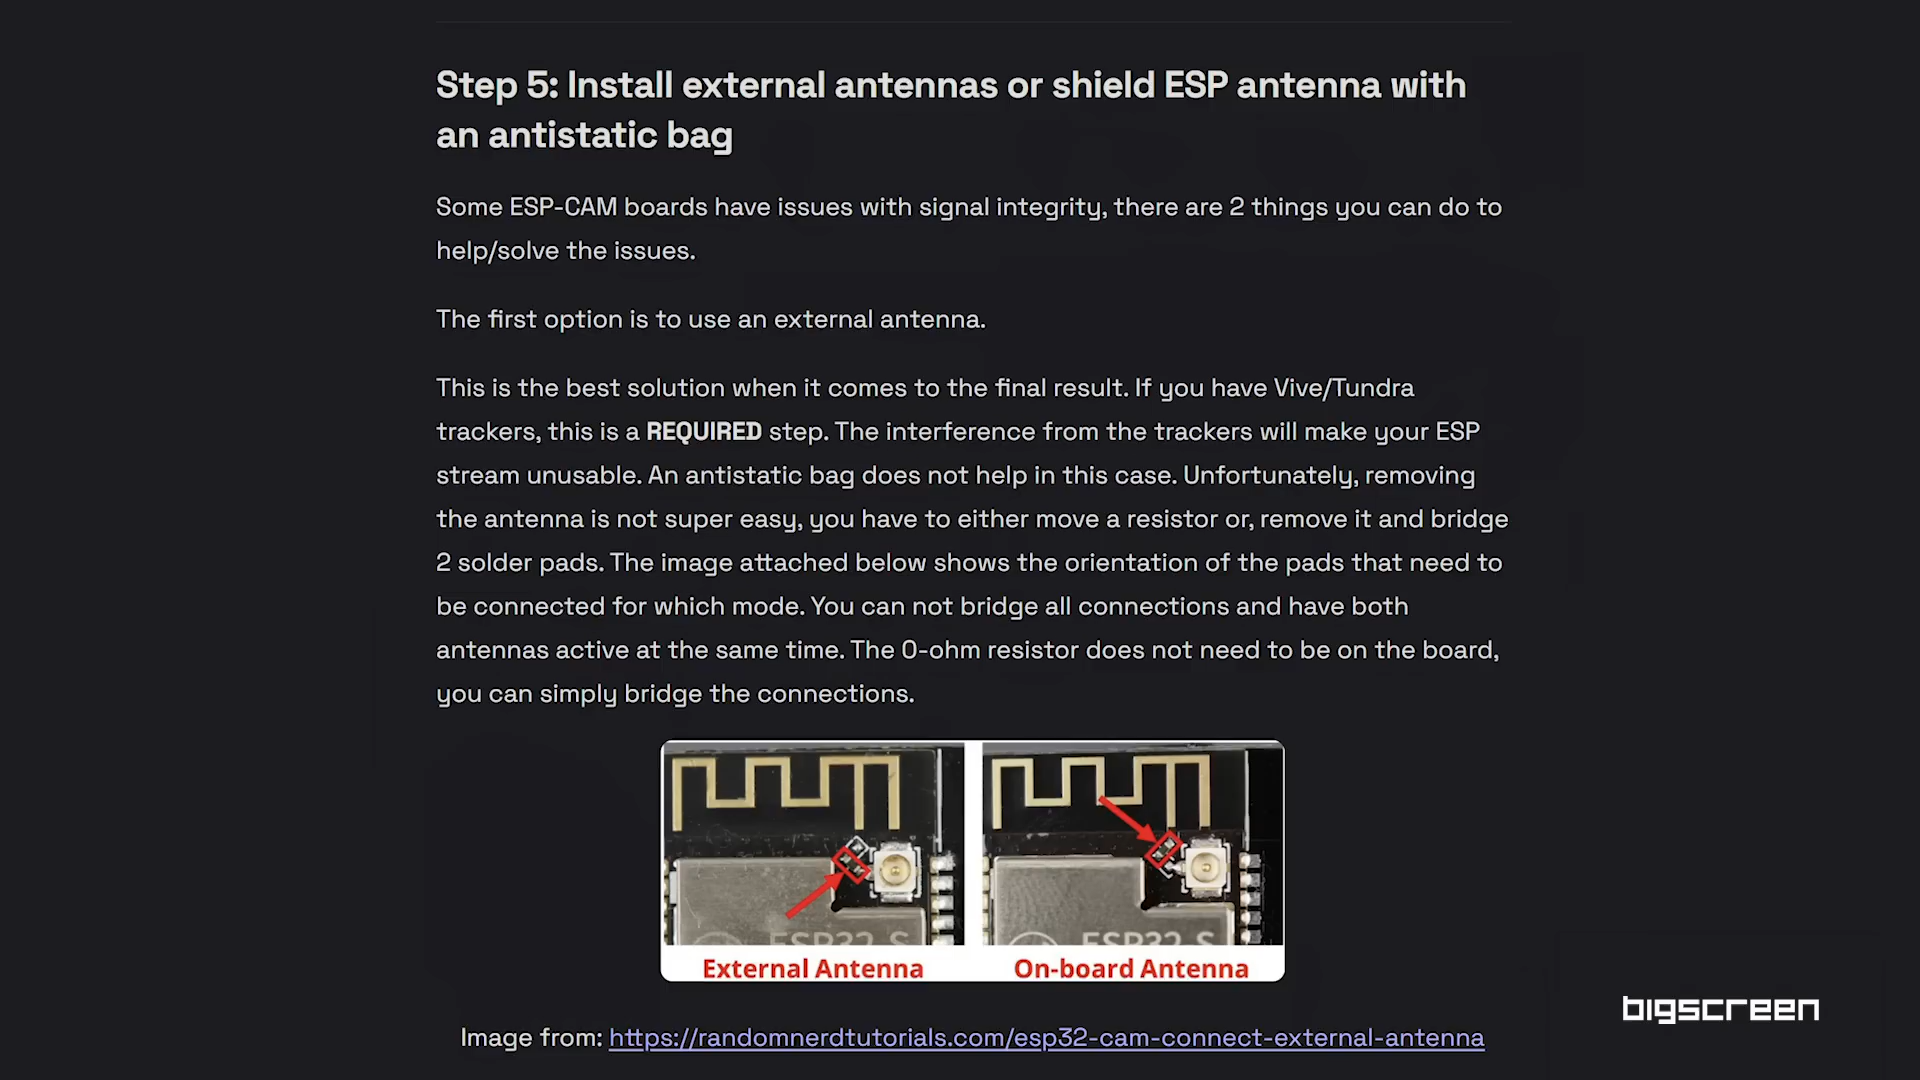 Step 5: Install external antennas or shield ESP antenna with
an antistatic bag
Some ESP-CAM boards have issues with signal integrity, there are 2 things you can do to
help/solve the issues.
The first option is to use an external antenna.
This is the best solution when it comes to the final result. If you have Vive/Tundra
trackers, this is a REQUIRED step. The interference from the trackers will make your ESP
stream unusable. An antistatic bag does not help in this case. Unfortunately, removing
the antenna is not super easy, you have to either move a resistor or, remove it and bridge
2 solder pads. The image attached below shows the orientation of the pads that need to
be connected for which mode. You can not bridge all connections and have both
antennas active at the same time. The 0-ohm resistor does not need to be on the board,
you can simply bridge the connections.
ESP32-S
ESP32-S
External Antenna
On-board Antenna
bigscreen
Image from: https://randomnerdtutorials.com/esp32-cam-connect-external-antenna